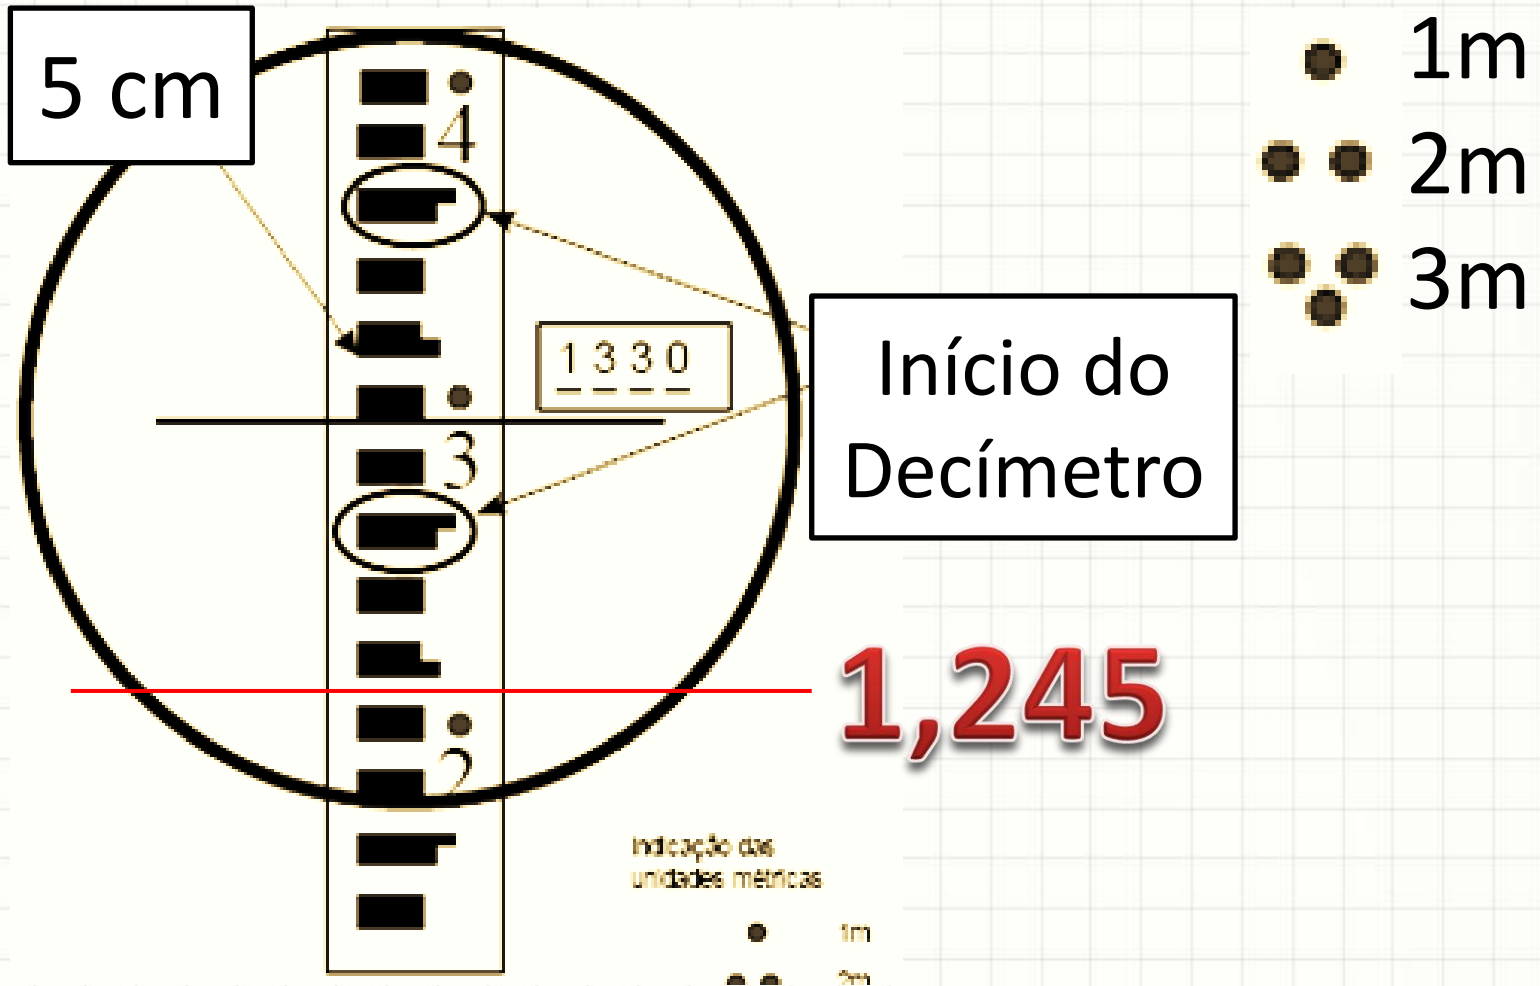 5 cm
4
1330
3
2
1m
2m
3m
Início do
Decímetro
1,245
Indicação das
unidades métricas
1m
2m